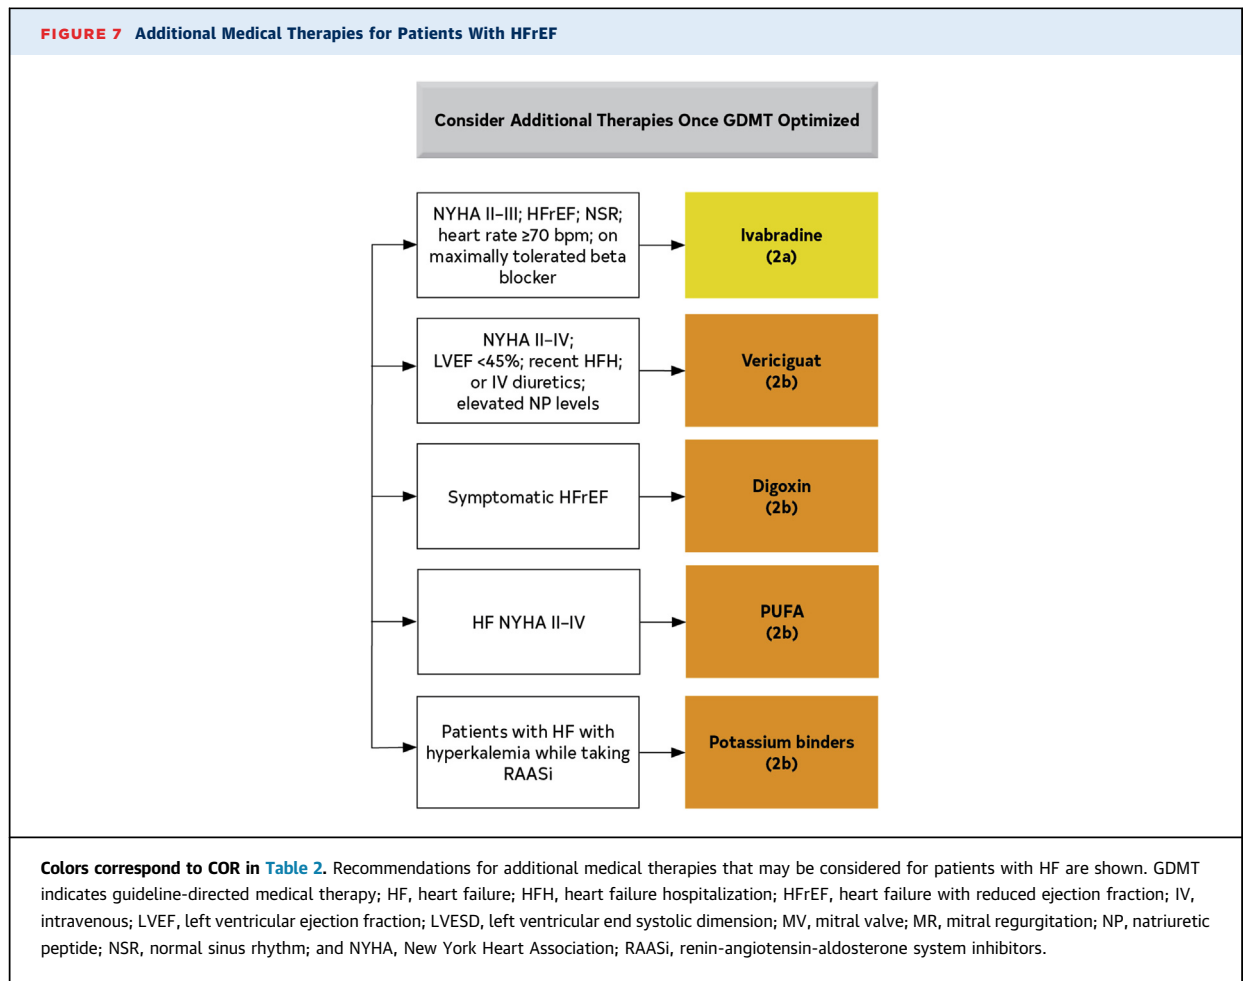 FIGURE 7 Additional Medical Therapies for Patients With HFrEF
Consider Additional Therapies Once GDMT Optimized
NYHA II–III; HFrEF; NSR;
heart rate ≥70 bpm; on
maximally tolerated beta
blocker
Ivabradine
(2a)
NYHA II–IV;
LVEF <45%; recent HFH;
or IV diuretics;
elevated NP levels
Vericiguat
(2b)
Symptomatic HFrEF
Digoxin
(2b)
HF NYHA II–IV
PUFA
(2b)
Patients with HF with
hyperkalemia while taking
RAASi
Potassium binders
(2b)
Colors correspond to COR in Table 2. Recommendations for additional medical therapies that may be considered for patients with HF are shown. GDMT
indicates guideline-directed medical therapy; HF, heart failure; HFH, heart failure hospitalization; HFrEF, heart failure with reduced ejection fraction; IV,
intravenous; LVEF, left ventricular ejection fraction; LVESD, left ventricular end systolic dimension; MV, mitral valve; MR, mitral regurgitation; NP, natriuretic
peptide; NSR, normal sinus rhythm; and NYHA, New York Heart Association; RAASi, renin-angiotensin-aldosterone system inhibitors.